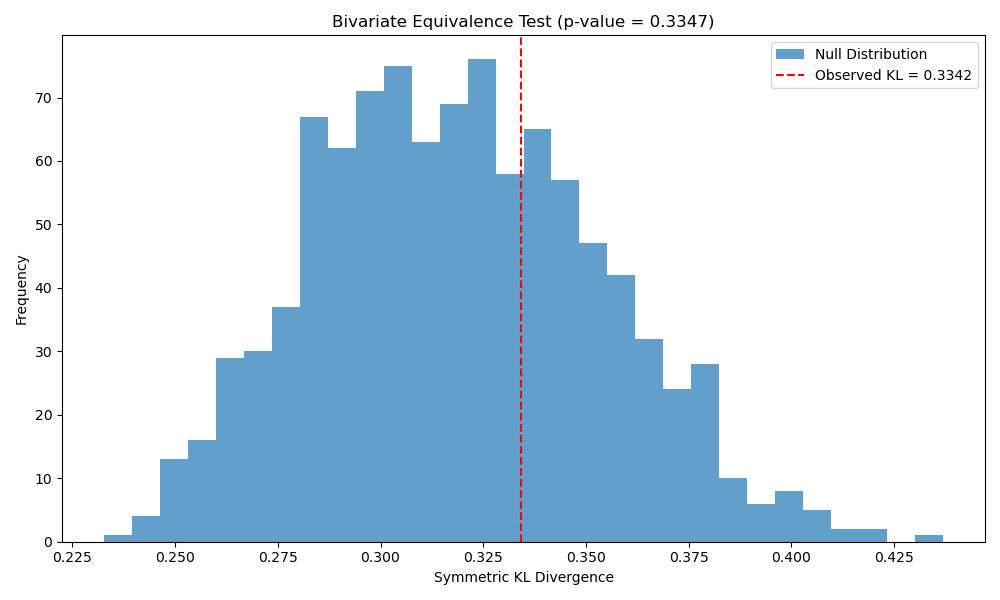 Bivariate Equivalence Test (p-value = 0.3347)
Null Distribution
Observed KL = 0.3342
Frequency
70
60
50
40
30
20
10
0
0.225 0.250 0.275 0.300 0.325 0.350 0.375 0.400 0.425
Symmetric KL Divergence